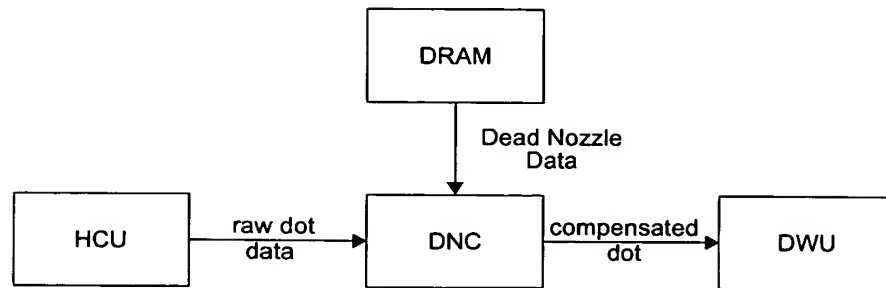 DRAM
Dead Nozzle
Data
HCU
raw dot
data
DNC
compensated
dot
DWU